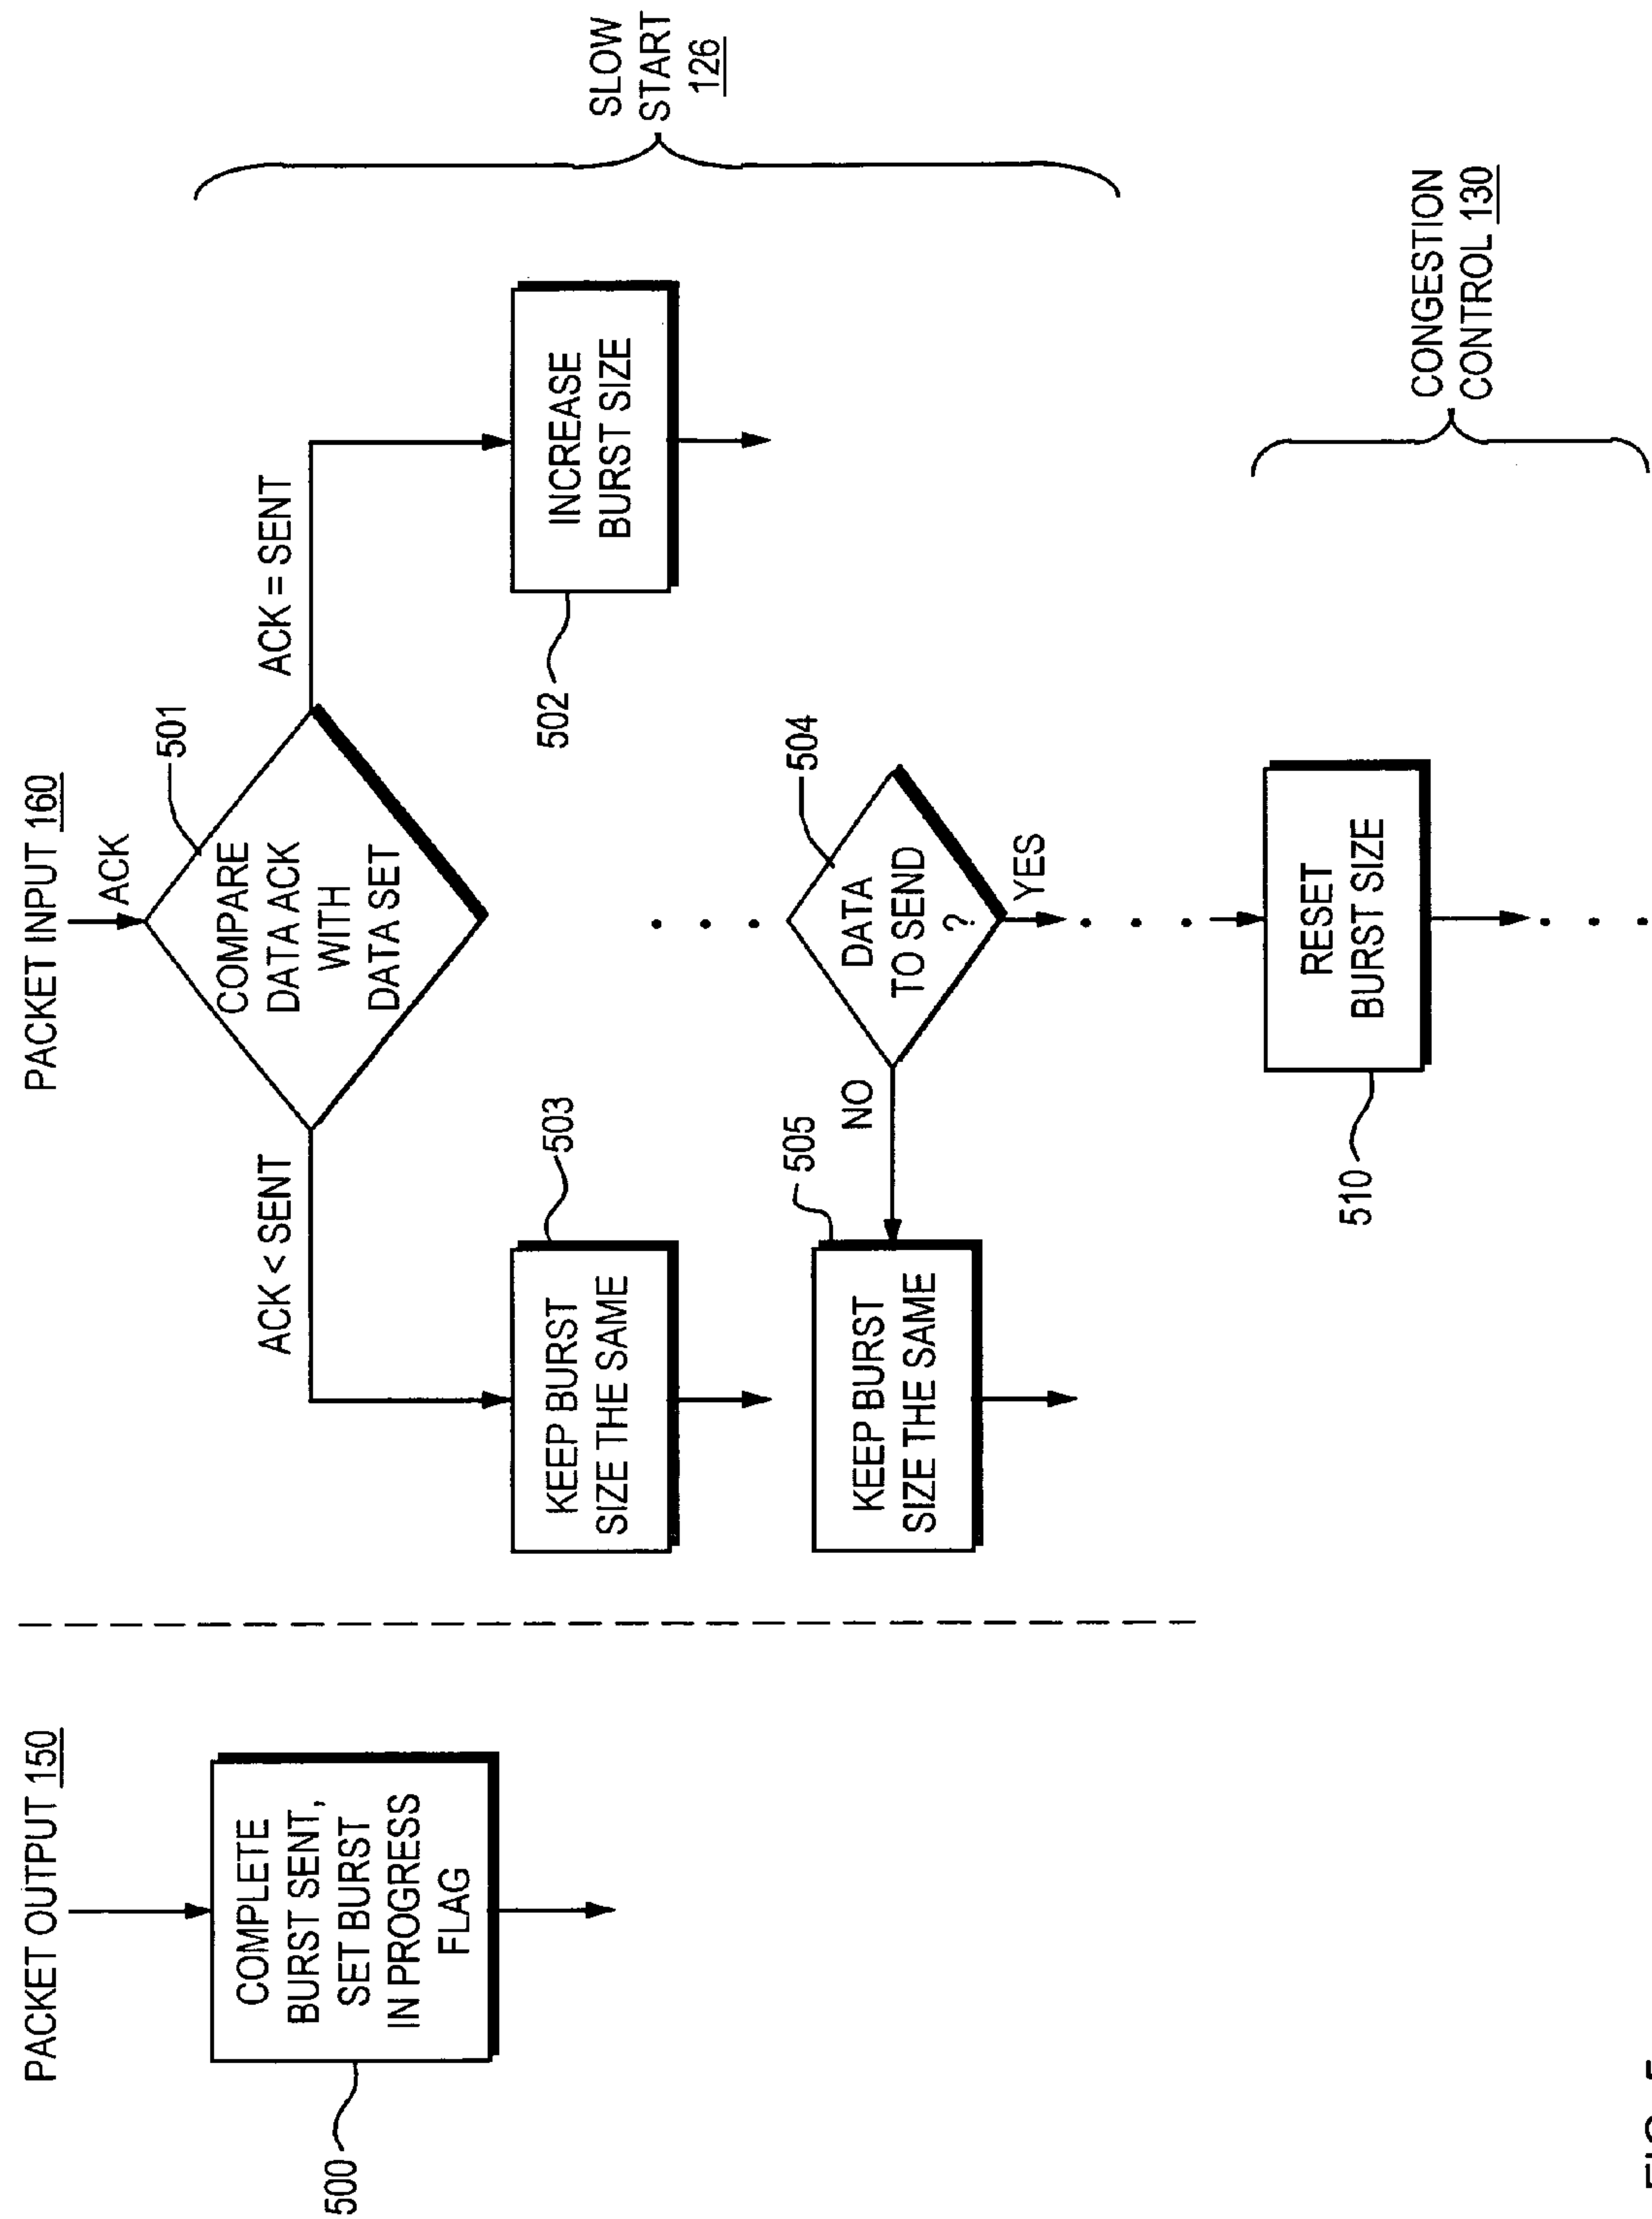 PACKET OUTPUT 150
COMPLETE
BURST SENT,
SET BURST
IN PROGRESS
FLAG
500
PACKET INPUT 160
ACK
501
COMPARE
DATA ACK
WITH
DATA SET
ACK < SENT
ACK = SENT
503
KEEP BURST
SIZE THE SAME
502
INCREASE
BURST SIZE
SLOW
START
126
504
DATA
TO SEND
?
NO
YES
505
KEEP BURST
SIZE THE SAME
510
RESET
BURST SIZE
CONGESTION
CONTROL 130